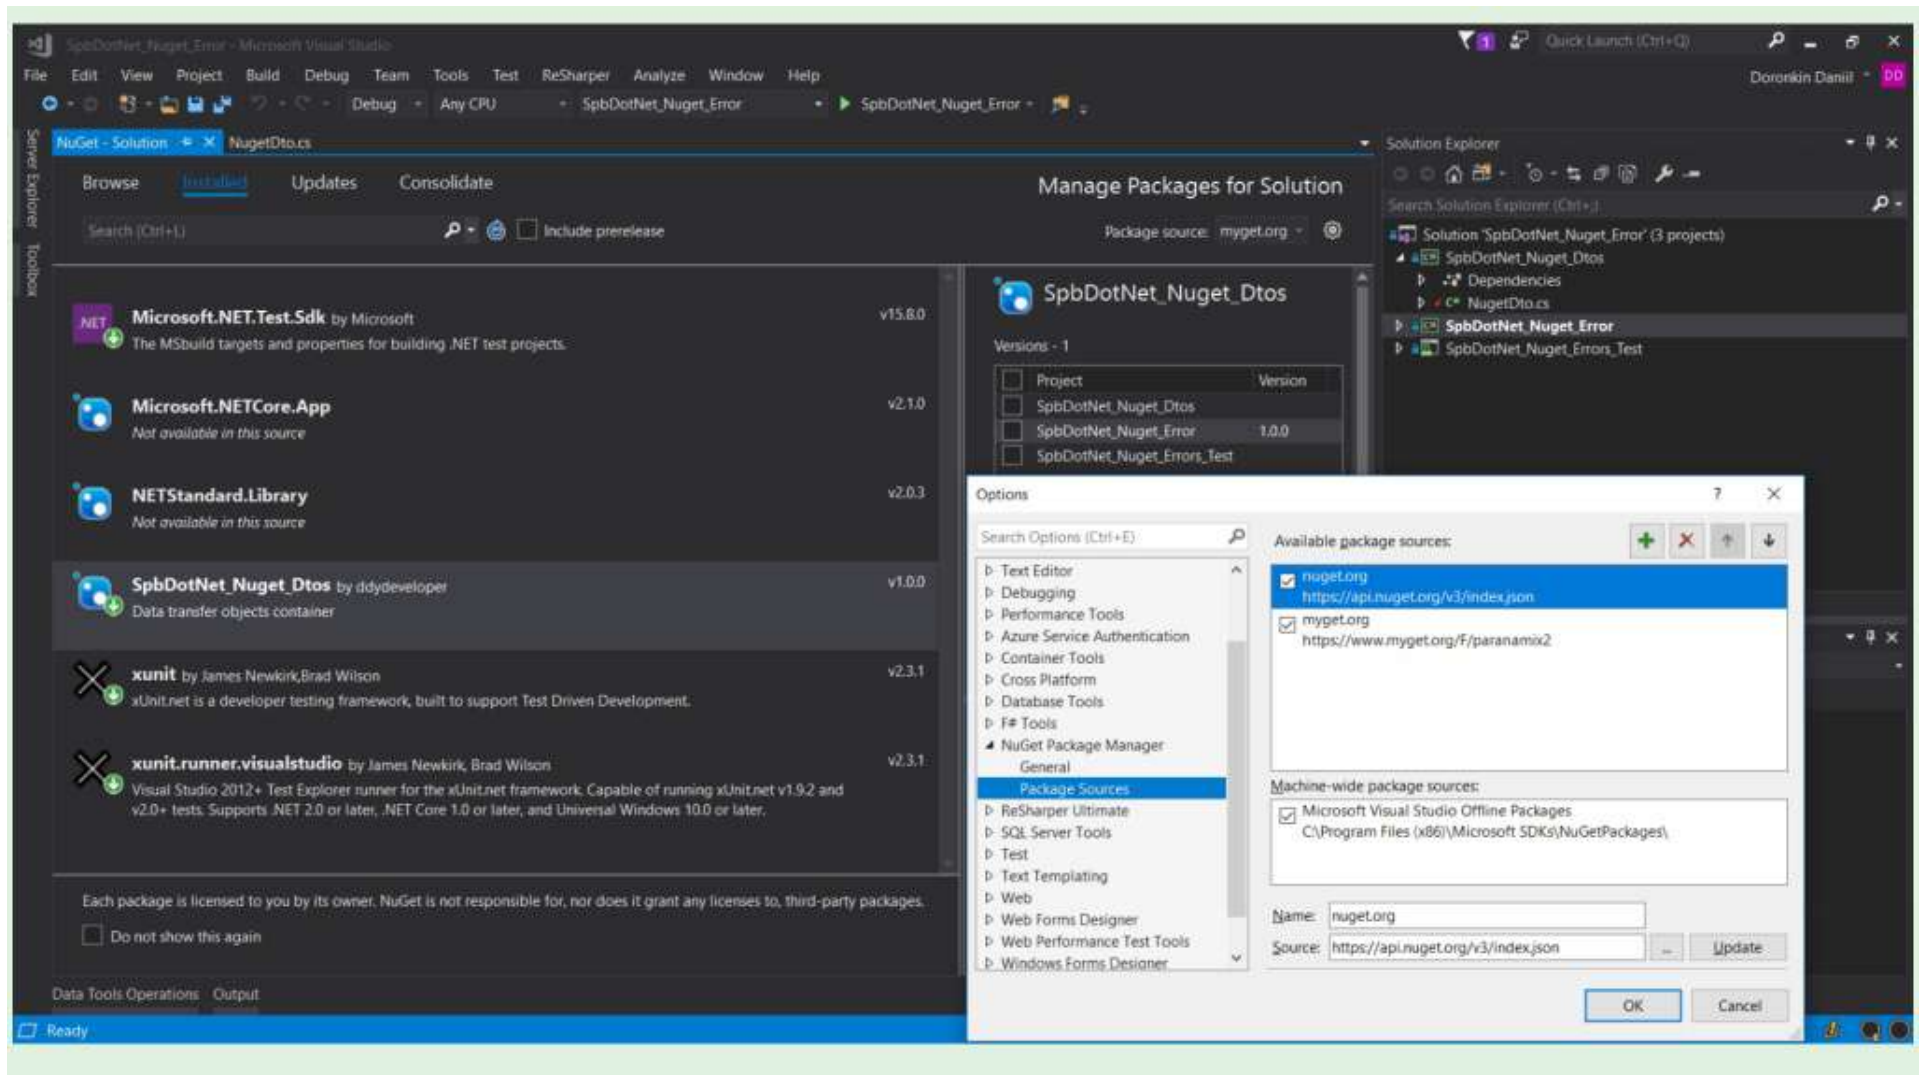 SpbDotNet_Nuget_Error - Microsoft Visual Studio
1
Quick Launch (Ctrl+Q)
File Edit View Project Build Debug Team Tools Test ReSharper Analyze Window Help
Doronkin Daniil DD
Debug Any CPU SpbDotNet_Nuget_Error SpbDotNet_Nuget_Error
Server Explorer Toolbox
NuGet - Solution NugetDto.cs
Browse Installed Updates Consolidate
Manage Packages for Solution
Search (Ctrl+L) Include prerelease
Package source: myget.org
.NET
Microsoft.NET.Test.Sdk by Microsoft v15.8.0
The MSbuild targets and properties for building .NET test projects.
Microsoft.NETCore.App v2.1.0
Not available in this source
NETStandard.Library v2.0.3
Not available in this source
SpbDotNet_Nuget_Dtos by ddydeveloper v1.0.0
Data transfer objects container
xunit by James Newkirk,Brad Wilson v2.3.1
xUnit.net is a developer testing framework, built to support Test Driven Development.
xunit.runner.visualstudio by James Newkirk, Brad Wilson v2.3.1
Visual Studio 2012+ Test Explorer runner for the xUnit.net framework. Capable of running xUnit.net v1.9.2 and
v2.0+ tests. Supports .NET 2.0 or later, .NET Core 1.0 or later, and Universal Windows 10.0 or later.
Each package is licensed to you by its owner. NuGet is not responsible for, nor does it grant any licenses to, third-party packages.
Do not show this again
SpbDotNet_Nuget_Dtos
Versions - 1
Project Version
SpbDotNet_Nuget_Dtos
SpbDotNet_Nuget_Error 1.0.0
SpbDotNet_Nuget_Errors_Test
Solution Explorer
Search Solution Explorer (Ctrl+;)
Solution 'SpbDotNet_Nuget_Error' (3 projects)
SpbDotNet_Nuget_Dtos
Dependencies
C# NugetDto.cs
SpbDotNet_Nuget_Error
SpbDotNet_Nuget_Errors_Test
Options ?
Search Options (Ctrl+E)
Text Editor
Debugging
Performance Tools
Azure Service Authentication
Container Tools
Cross Platform
Database Tools
F# Tools
NuGet Package Manager
General
Package Sources
ReSharper Ultimate
SQL Server Tools
Test
Text Templating
Web
Web Forms Designer
Web Performance Test Tools
Windows Forms Designer
Available package sources:
nuget.org
https://api.nuget.org/v3/index.json
myget.org
https://www.myget.org/F/paranamix2
Machine-wide package sources:
Microsoft Visual Studio Offline Packages
C:\Program Files (x86)\Microsoft SDKs\NuGetPackages\
Name: nuget.org
Source: https://api.nuget.org/v3/index.json ... Update
OK Cancel
Data Tools Operations Output
Ready